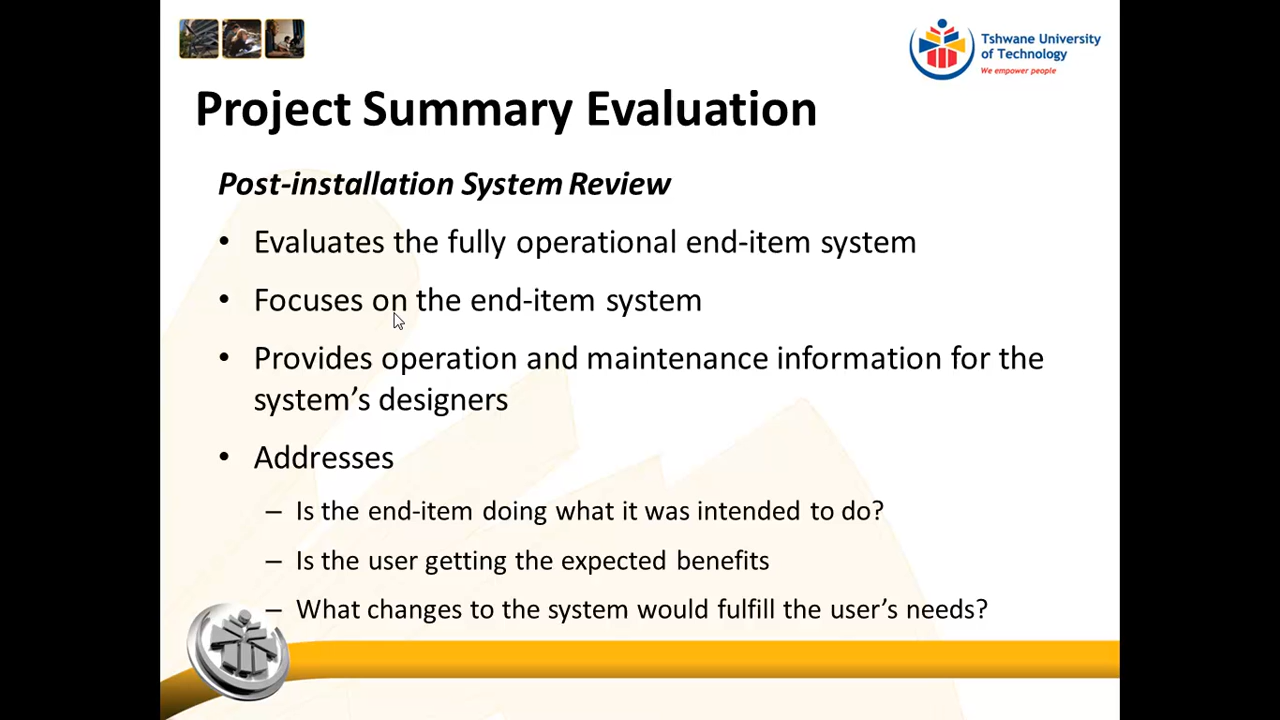 Tshwane University
of Technology
We empower people
Project Summary Evaluation
Post-installation System Review
• Evaluates the fully operational end-item system
• Focuses on the end-item system
• Provides operation and maintenance information for the
system’s designers
• Addresses
– Is the end-item doing what it was intended to do?
– Is the user getting the expected benefits
– What changes to the system would fulfill the user’s needs?